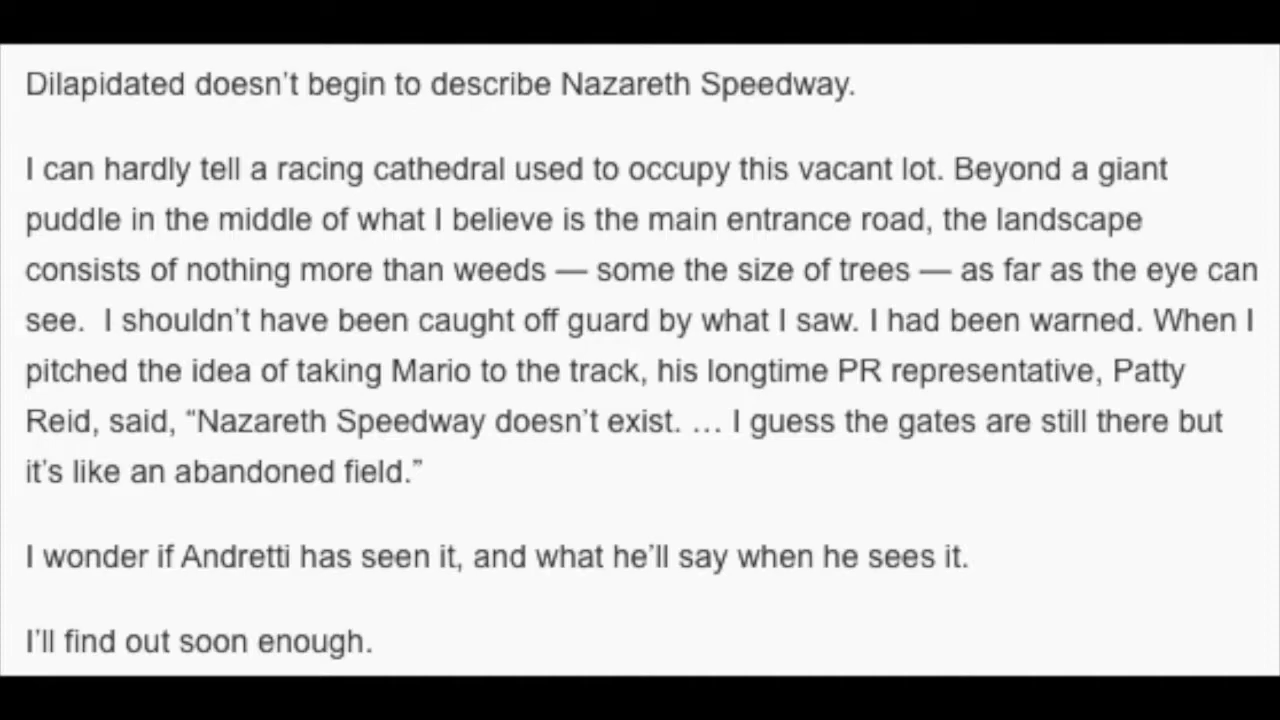 Dilapidated doesn’t begin to describe Nazareth Speedway.
I can hardly tell a racing cathedral used to occupy this vacant lot. Beyond a giant
puddle in the middle of what I believe is the main entrance road, the landscape
consists of nothing more than weeds — some the size of trees — as far as the eye can
see.  I shouldn’t have been caught off guard by what I saw. I had been warned. When I
pitched the idea of taking Mario to the track, his longtime PR representative, Patty
Reid, said, “Nazareth Speedway doesn’t exist. … I guess the gates are still there but
it’s like an abandoned field.”
I wonder if Andretti has seen it, and what he’ll say when he sees it.
I’ll find out soon enough.